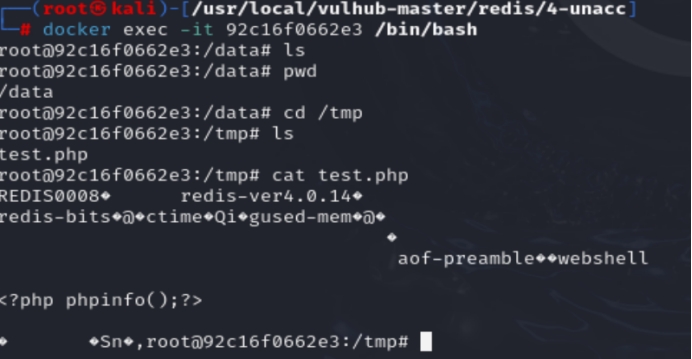 ┌──(root㉿kali)-[/usr/local/vulhub-master/redis/4-unacc]
└─# docker exec -it 92c16f0662e3 /bin/bash
root@92c16f0662e3:/data# ls
root@92c16f0662e3:/data# pwd
/data
root@92c16f0662e3:/data# cd /tmp
root@92c16f0662e3:/tmp# ls
test.php
root@92c16f0662e3:/tmp# cat test.php
REDIS0008�      redis-ver4.0.14�
redis-bits�@�ctime�Qi�gused-mem�@�
�
aof-preamble��webshell
<?php phpinfo();?>
�       �Sn�,root@92c16f0662e3:/tmp#